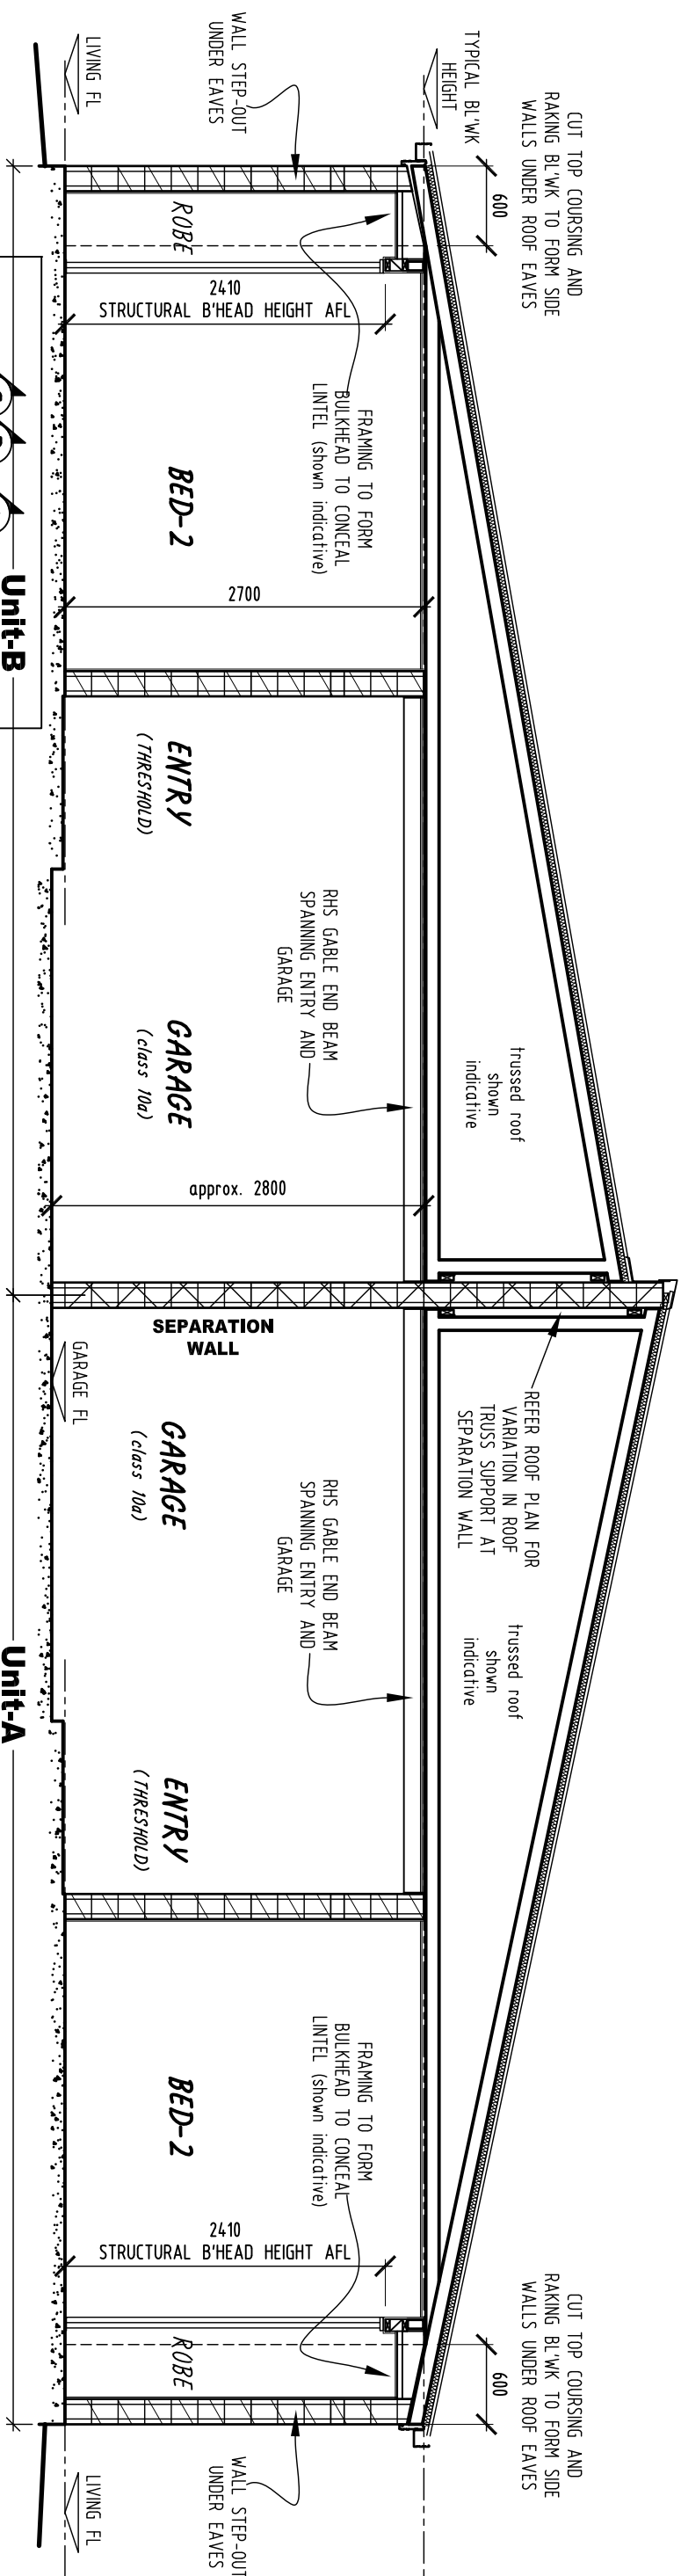 CUT TOP COURSING AND
RAKING BL'WK TO FORM SIDE
WALLS UNDER ROOF EAVES
TYPICAL BL'WK
HEIGHT
600
WALL STEP-OUT
UNDER EAVES
LIVING FL
ROBE
2410
STRUCTURAL B'HEAD HEIGHT AFL
FRAMING TO FORM
BULKHEAD TO CONCEAL
LINTEL (shown indicative)
BED-2
2700
ENTRY
(THRESHOLD)
RHS GABLE END BEAM
SPANNING ENTRY AND
GARAGE
GARAGE
(class 10a)
trussed roof
shown
indicative
approx. 2800
SEPARATION
WALL
GARAGE FL
REFER ROOF PLAN FOR
VARIATION IN ROOF
TRUSS SUPPORT AT
SEPARATION WALL
GARAGE
(class 10a)
RHS GABLE END BEAM
SPANNING ENTRY AND
GARAGE
trussed roof
shown
indicative
ENTRY
(THRESHOLD)
BED-2
FRAMING TO FORM
BULKHEAD TO CONCEAL
LINTEL (shown indicative)
2410
STRUCTURAL B'HEAD HEIGHT AFL
ROBE
600
CUT TOP COURSING AND
RAKING BL'WK TO FORM SIDE
WALLS UNDER ROOF EAVES
WALL STEP-OUT
UNDER EAVES
LIVING FL
Unit-B
Unit-A